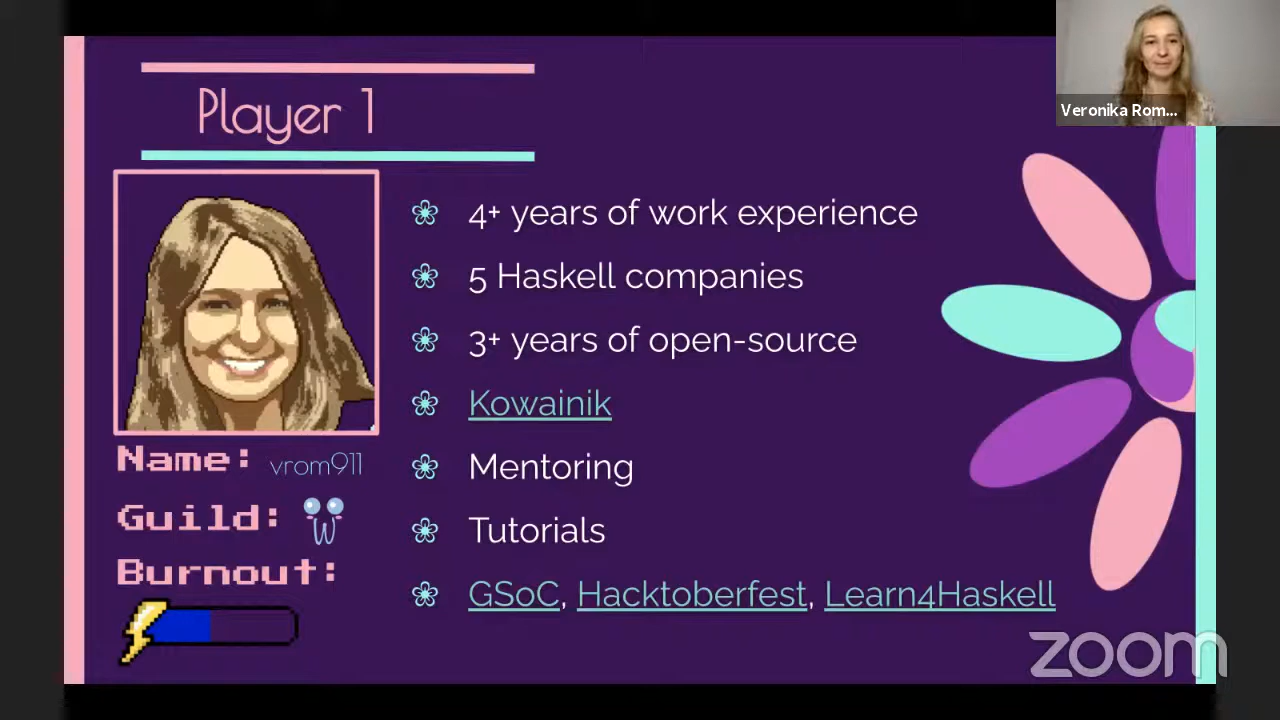 Player 1
Veronika Rom...
4+ years of work experience
5 Haskell companies
3+ years of open-source
Kowainik
Mentoring
Tutorials
GSoC, Hacktoberfest, Learn4Haskell
Name: vrom911
Guild: W
Burnout:
zoom